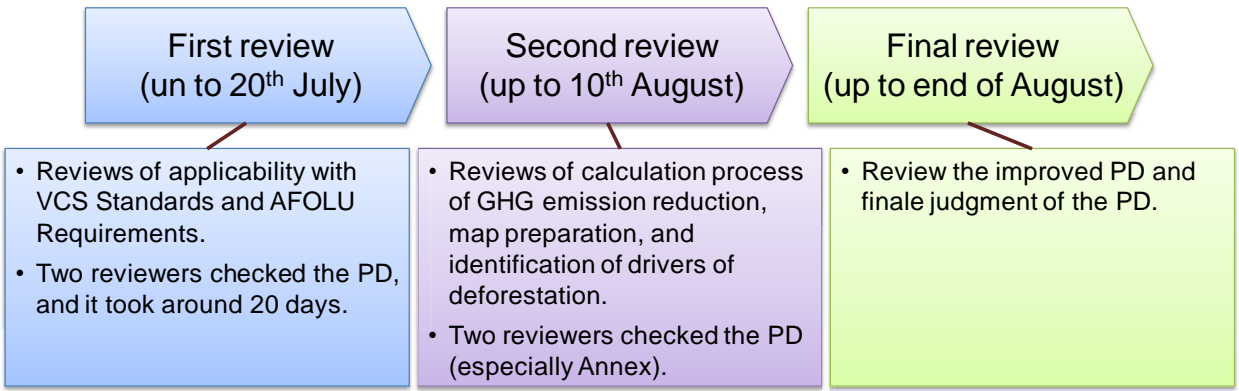 First review
(un to 20th July)
Second review
(up to 10th August)
Final review
(up to end of August)
• Reviews of applicability with
VCS Standards and AFOLU
Requirements.
• Two reviewers checked the PD,
and it took around 20 days.
• Reviews of calculation process
of GHG emission reduction,
map preparation, and
identification of drivers of
deforestation.
• Two reviewer checked the PD
(especially Annex).
• Review the improved PD and
finale judgment of the PD.